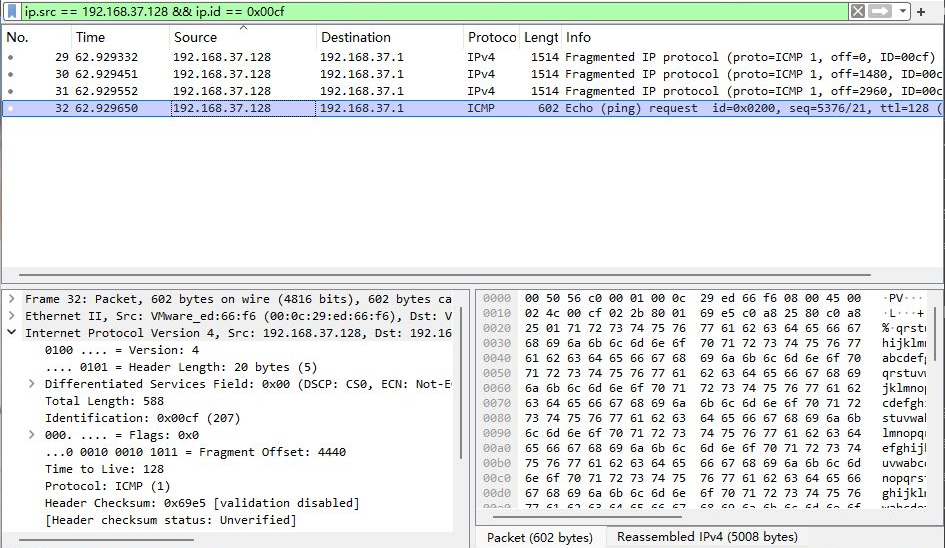 ip.src == 192.168.37.128 && ip.id == 0x00cf
No. Time Source Destination Protoco Lengt Info
29 62.929332 192.168.37.128 192.168.37.1 IPv4 1514 Fragmented IP protocol (proto=ICMP 1, off=0, ID=00cf)
30 62.929451 192.168.37.128 192.168.37.1 IPv4 1514 Fragmented IP protocol (proto=ICMP 1, off=1480, ID=00c
31 62.929552 192.168.37.128 192.168.37.1 IPv4 1514 Fragmented IP protocol (proto=ICMP 1, off=2960, ID=00c
32 62.929650 192.168.37.128 192.168.37.1 ICMP 602 Echo (ping) request id=0x0200, seq=5376/21, ttl=128 (
Frame 32: Packet, 602 bytes on wire (4816 bits), 602 bytes ca
Ethernet II, Src: VMware_ed:66:f6 (00:0c:29:ed:66:f6), Dst: V
Internet Protocol Version 4, Src: 192.168.37.128, Dst: 192.16
0100 .... = Version: 4
.... 0101 = Header Length: 20 bytes (5)
Differentiated Services Field: 0x00 (DSCP: CS0, ECN: Not-E
Total Length: 588
Identification: 0x00cf (207)
000. .... = Flags: 0x0
...0 0010 0010 1011 = Fragment Offset: 4440
Time to Live: 128
Protocol: ICMP (1)
Header Checksum: 0x69e5 [validation disabled]
[Header checksum status: Unverified]
0000 00 50 56 c0 00 01 00 0c 29 ed 66 f6 08 00 45 00 ·PV···
0010 02 4c 00 cf 02 2b 80 01 69 e5 c0 a8 25 80 c0 a8 ·L···+
0020 25 01 71 72 73 74 75 76 77 61 62 63 64 65 66 67 %·qrstu
0030 68 69 6a 6b 6c 6d 6e 6f 70 71 72 73 74 75 76 77 hijklm
0040 61 62 63 64 65 66 67 68 69 6a 6b 6c 6d 6e 6f 70 abcdef
0050 71 72 73 74 75 76 77 61 62 63 64 65 66 67 68 69 qrstuv
0060 6a 6b 6c 6d 6e 6f 70 71 72 73 74 75 76 77 61 62 jklmno
0070 63 64 65 66 67 68 69 6a 6b 6c 6d 6e 6f 70 71 72 cdefgh
0080 73 74 75 76 77 61 62 63 64 65 66 67 68 69 6a 6b stuvwa
0090 6c 6d 6e 6f 70 71 72 73 74 75 76 77 61 62 63 64 lmnopq
00a0 65 66 67 68 69 6a 6b 6c 6d 6e 6f 70 71 72 73 74 efghij
00b0 75 76 77 61 62 63 64 65 66 67 68 69 6a 6b 6c 6d uvwabc
00c0 6e 6f 70 71 72 73 74 75 76 77 61 62 63 64 65 66 nopqrs
00d0 67 68 69 6a 6b 6c 6d 6e 6f 70 71 72 73 74 75 76 ghijkl
Packet (602 bytes) Reassembled IPv4 (5008 bytes)